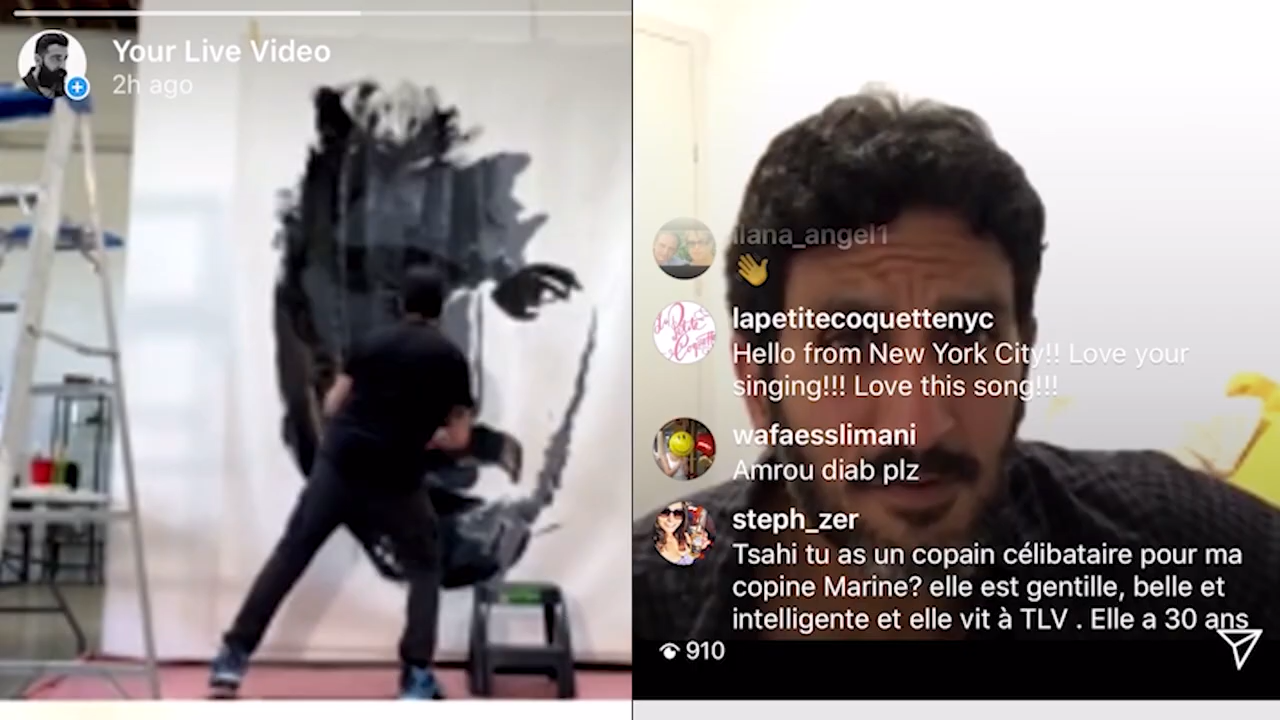 Your Live Video
2h ago
ilana_angel1
👋
lapetitecoquettenyc
Hello from New York City!! Love your
singing!!! Love this song!!!
wafaesslimani
Amrou diab plz
steph_zer
Tsahi tu as un copain célibataire pour ma
copine Marine? elle est gentille, belle et
intelligente et elle vit à TLV . Elle a 30 ans
910